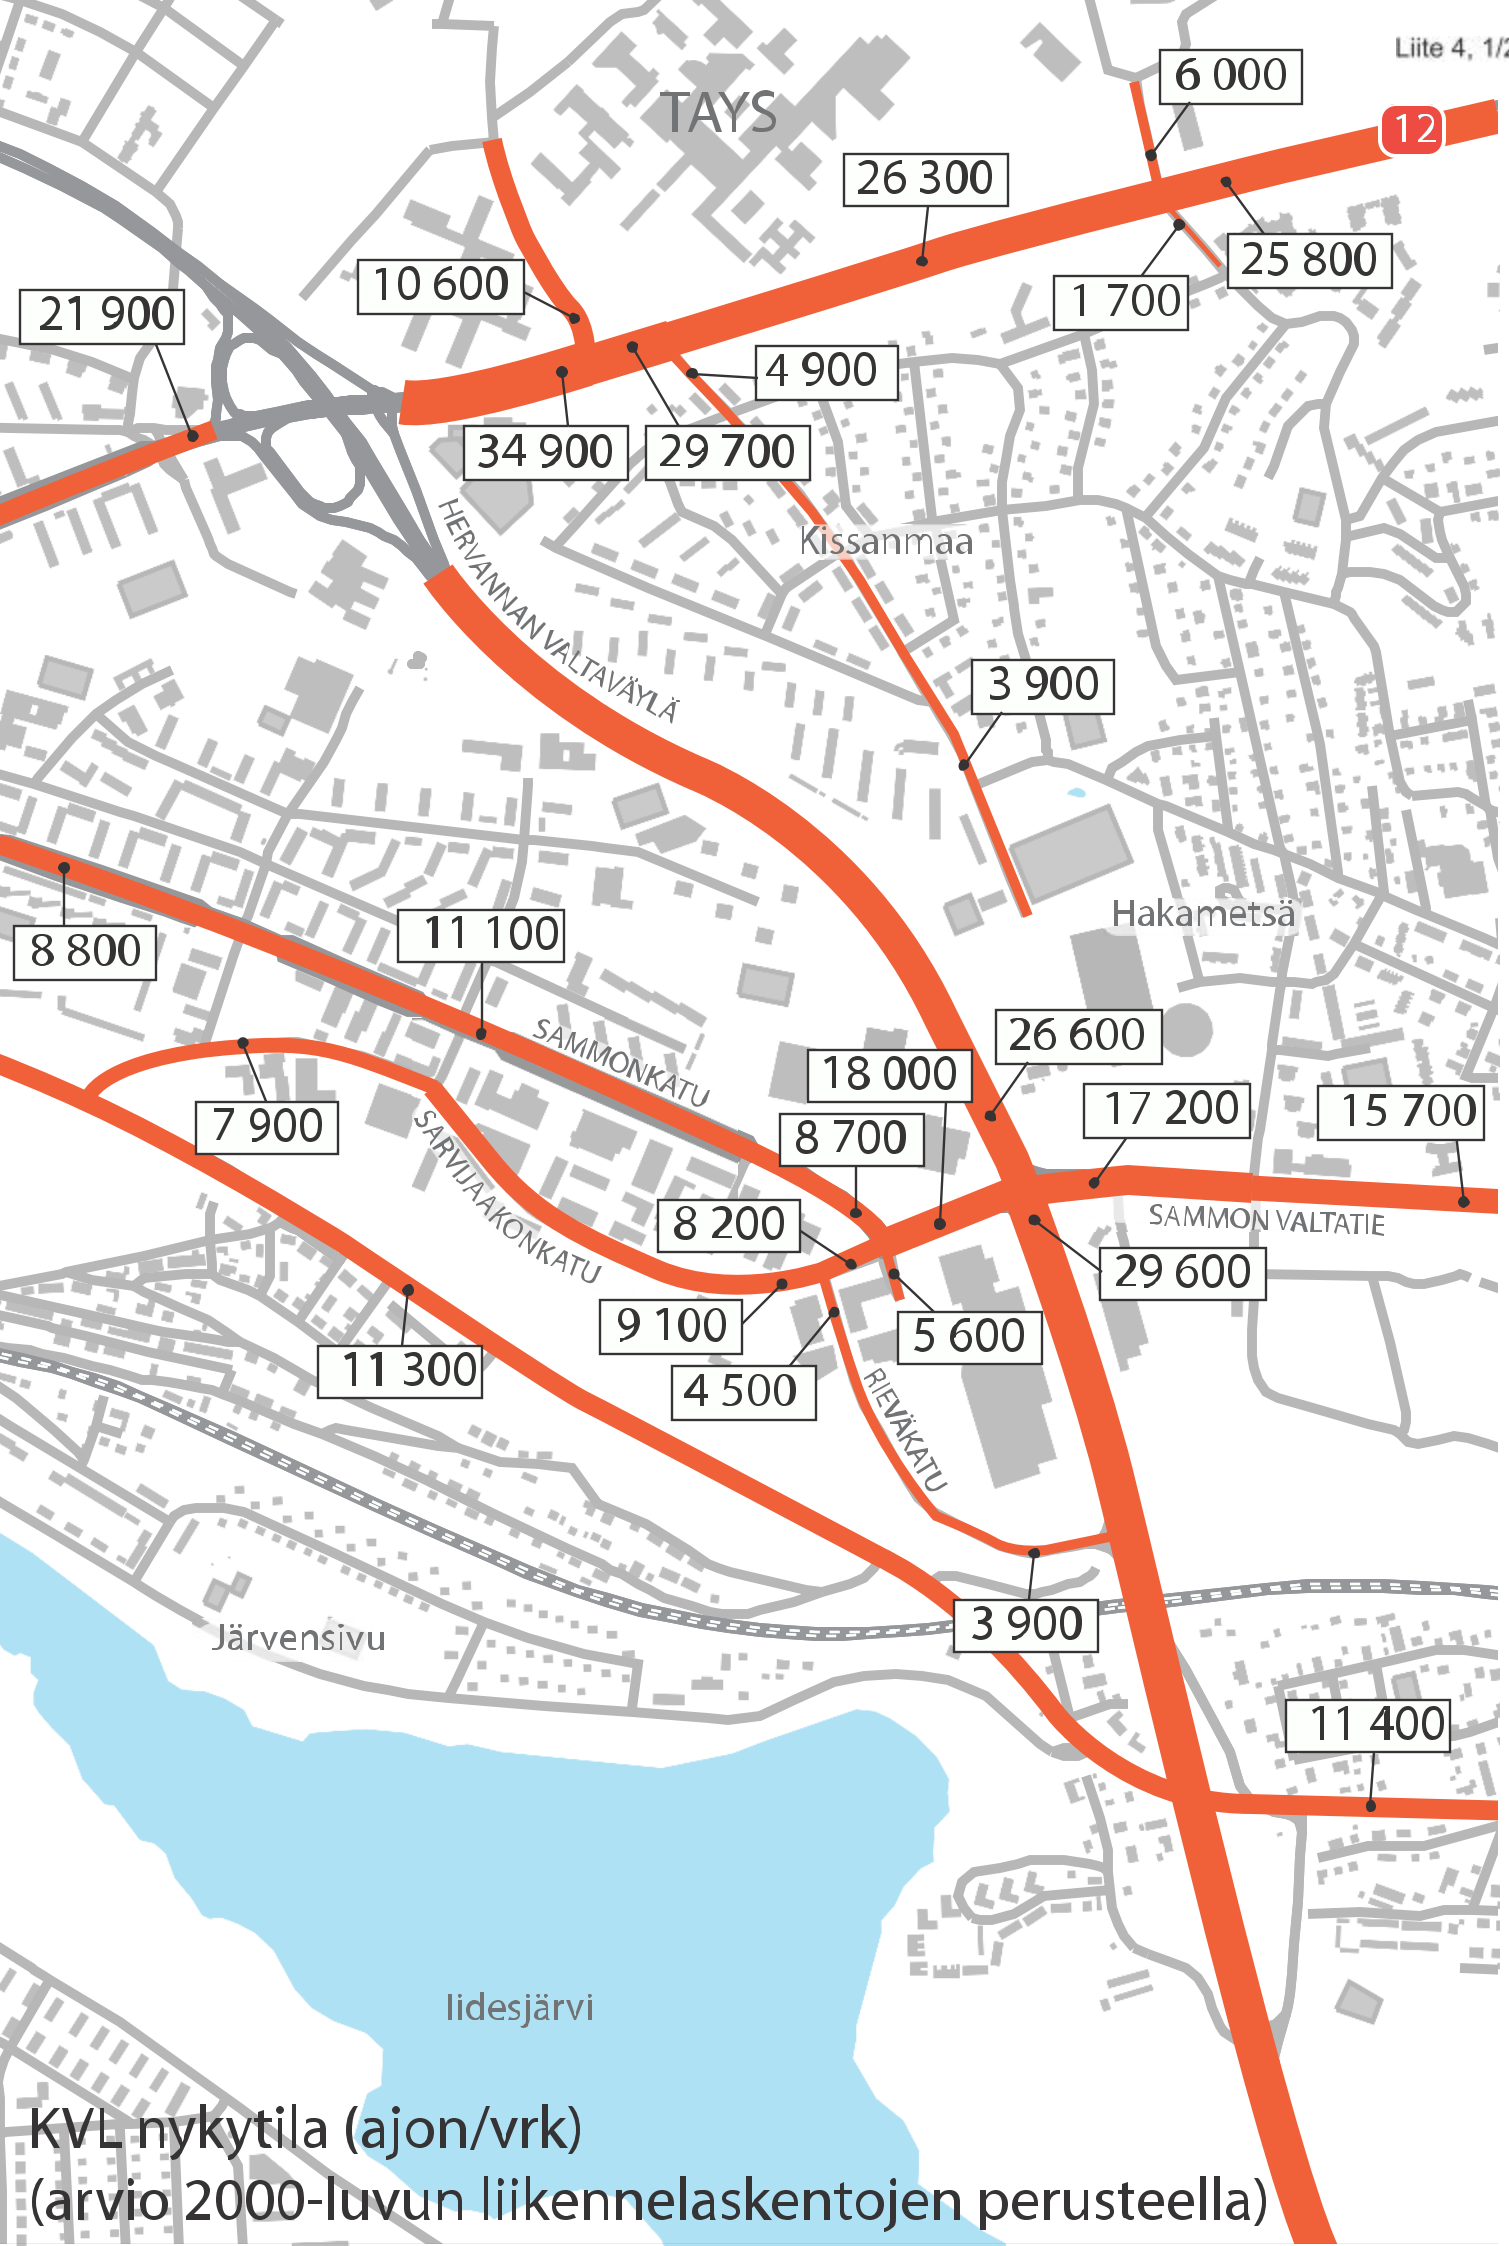 Liite 4, 1/2
6 000
TAYS
12
26 300
25 800
10 600
1 700
21 900
4 900
34 900
29 700
HERVANNAN VALTAVÄYLÄ
Kissanmaa
3 900
Hakametsä
8 800
11 100
SAMMONKATU
26 600
18 000
7 900
17 200
15 700
8 700
SARVIJAAKONKATU
8 200
SAMMON VALTATIE
29 600
9 100
5 600
11 300
4 500
RIEVÄKATU
3 900
Järvensivu
11 400
Iidesjärvi
KVL nykytila (ajon/vrk)
(arvio 2000-luvun liikennelaskentojen perusteella)